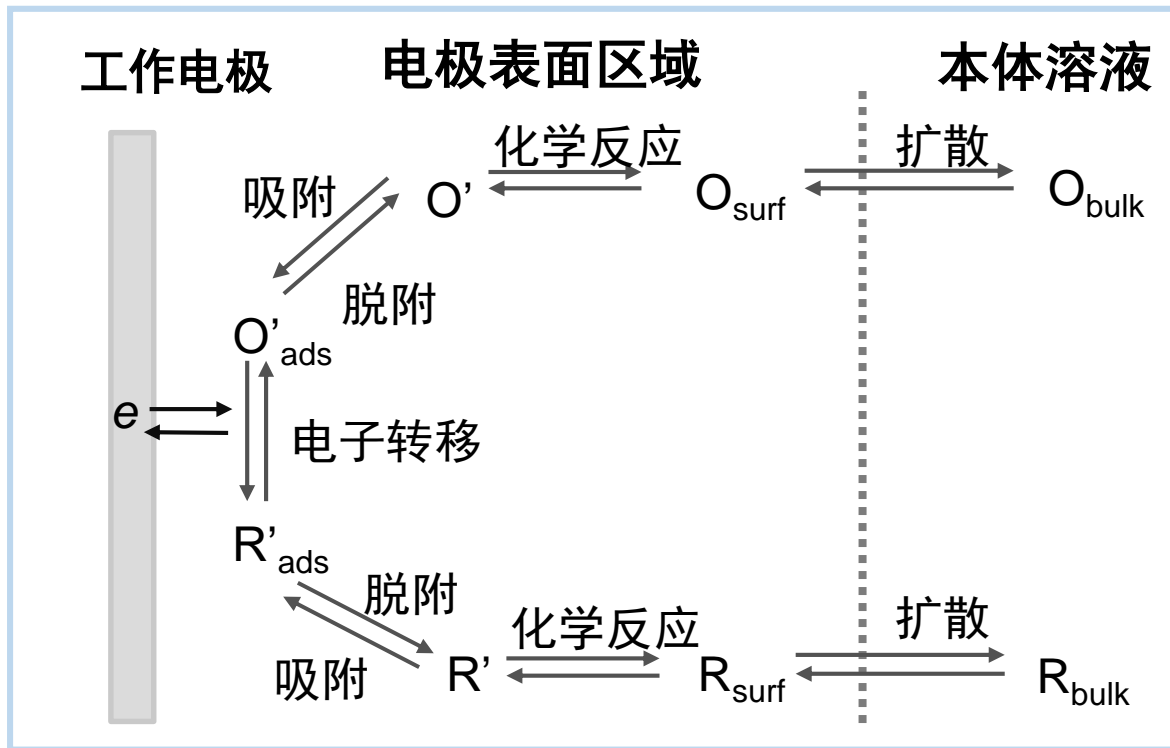 工作电极 电极表面区域 本体溶液
化学反应 扩散
吸附 O' O_surf O_bulk
脱附
O'_ads
e
电子转移
R'_ads
脱附
化学反应 扩散
吸附 R' R_surf R_bulk